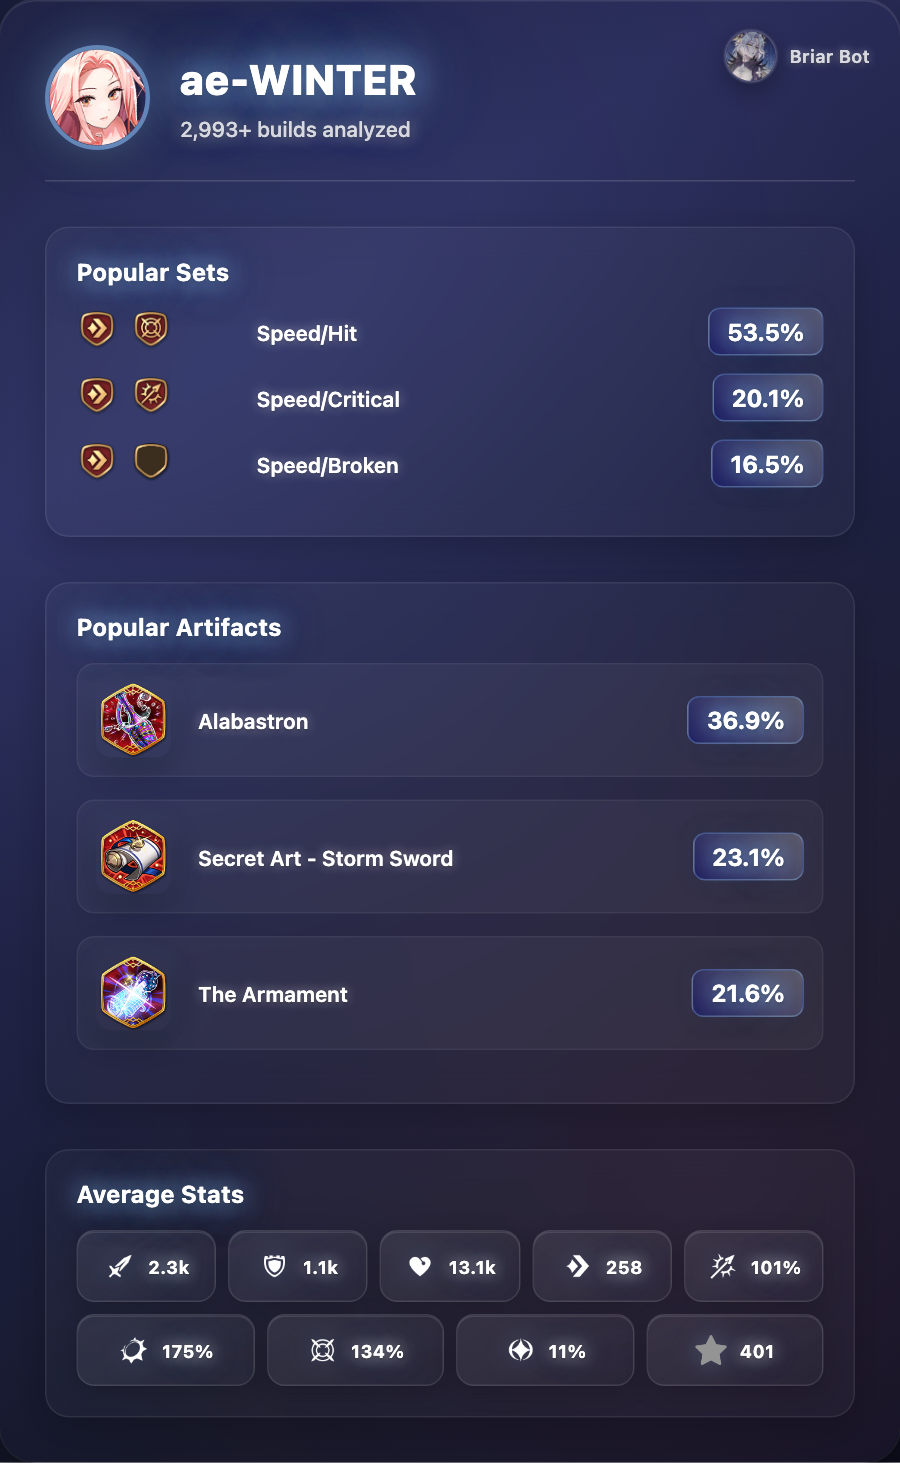 ae-WINTER
2,993+ builds analyzed
Briar Bot
Popular Sets
Speed/Hit 53.5%
Speed/Critical 20.1%
Speed/Broken 16.5%
Popular Artifacts
Alabastron 36.9%
Secret Art - Storm Sword 23.1%
The Armament 21.6%
Average Stats
2.3k 1.1k 13.1k 258 101%
175% 134% 11% 401